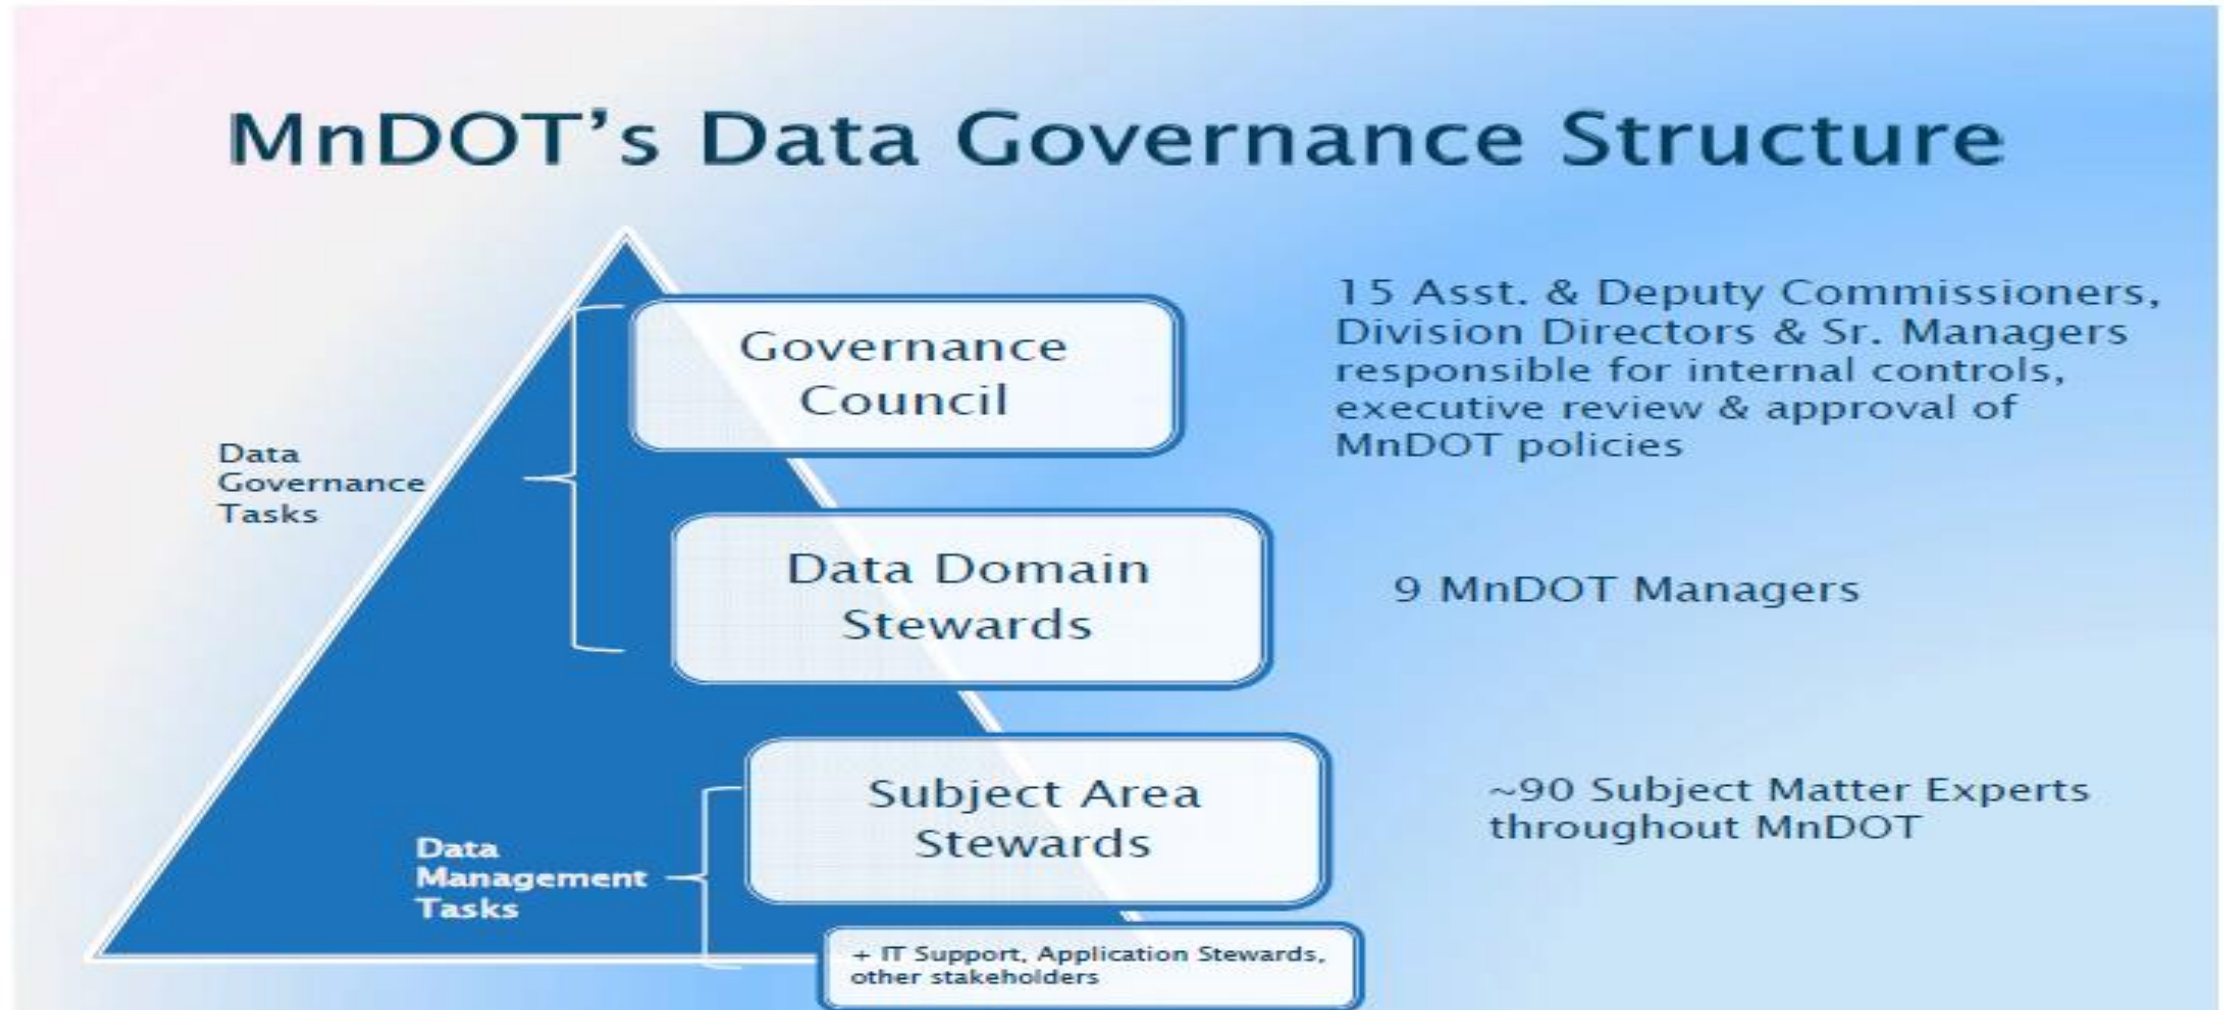 MnDOT’s Data Governance Structure
Governance
Council
15 Asst. & Deputy Commissioners,
Division Directors & Sr. Managers
responsible for internal controls,
executive review & approval of
MnDOT policies
Data
Governance
Tasks
Data Domain
Stewards
9 MnDOT Managers
Subject Area
Stewards
~90 Subject Matter Experts
throughout MnDOT
Data
Management
Tasks
+ IT Support, Application Stewards,
other stakeholders